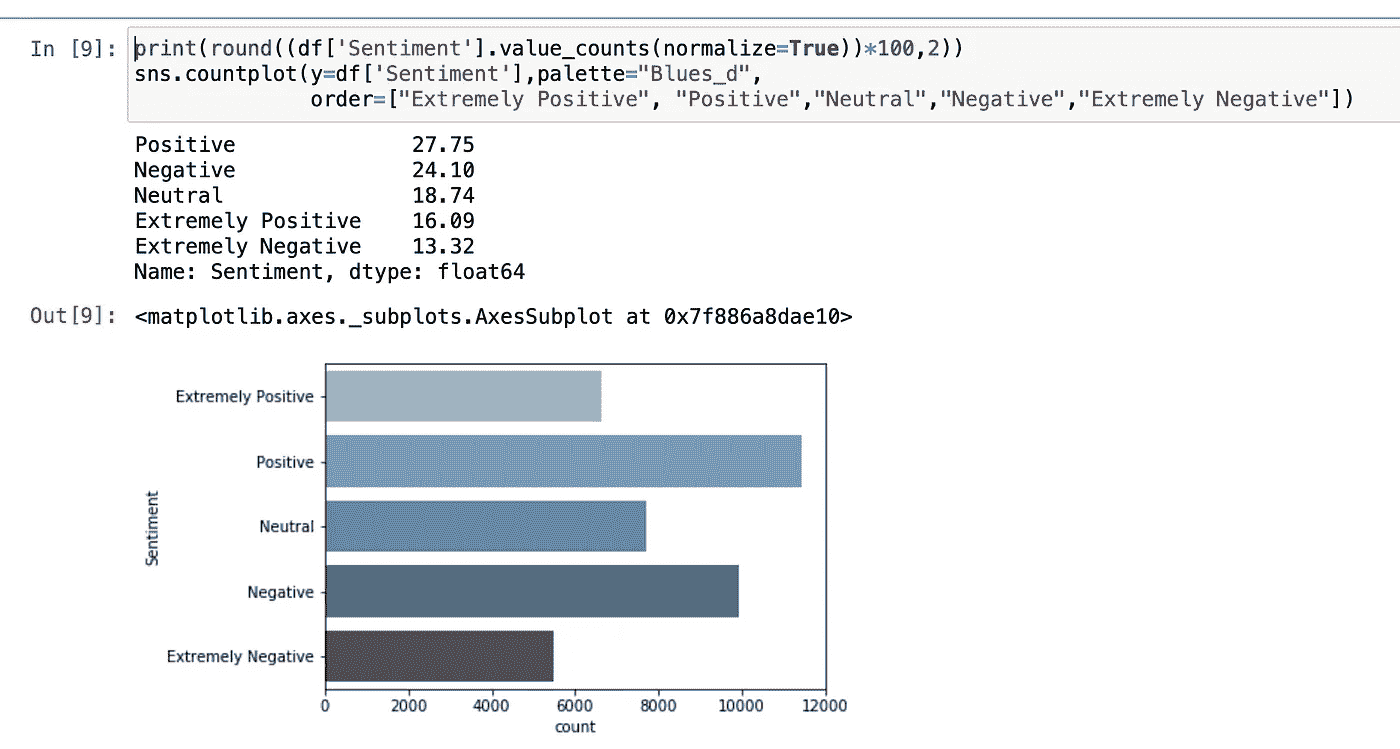 In [9]: print(round((df['Sentiment'].value_counts(normalize=True))*100,2))
sns.countplot(y=df['Sentiment'],palette="Blues_d",
order=["Extremely Positive", "Positive","Neutral","Negative","Extremely Negative"])
Positive 27.75
Negative 24.10
Neutral 18.74
Extremely Positive 16.09
Extremely Negative 13.32
Name: Sentiment, dtype: float64
Out[9]: <matplotlib.axes._subplots.AxesSubplot at 0x7f886a8dae10>
Extremely Positive
Positive
Neutral
Negative
Extremely Negative
Sentiment
0 2000 4000 6000 8000 10000 12000
count